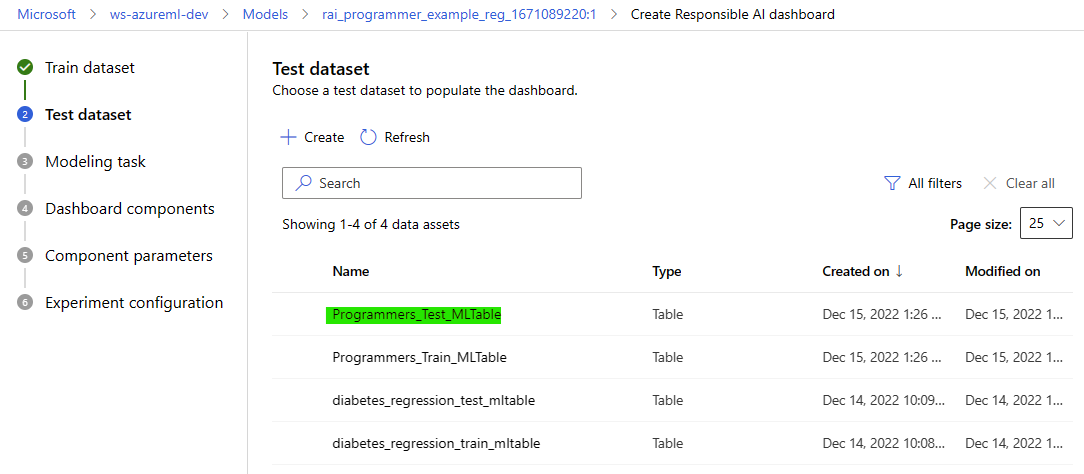 Microsoft > ws-azureml-dev > Models > rai_programmer_example_reg_1671089220:1 > Create Responsible AI dashboard
Train dataset
2 Test dataset
3 Modeling task
4 Dashboard components
5 Component parameters
6 Experiment configuration
Test dataset
Choose a test dataset to populate the dashboard.
Create Refresh
Search All filters Clear all
Showing 1-4 of 4 data assets Page size: 25
Name Type Created on ↓ Modified on
Programmers_Test_MLTable Table Dec 15, 2022 1:26 ... Dec 15, 2022 1...
Programmers_Train_MLTable Table Dec 15, 2022 1:26 ... Dec 15, 2022 1...
diabetes_regression_test_mltable Table Dec 14, 2022 10:09... Dec 14, 2022 1...
diabetes_regression_train_mltable Table Dec 14, 2022 10:08... Dec 14, 2022 1...